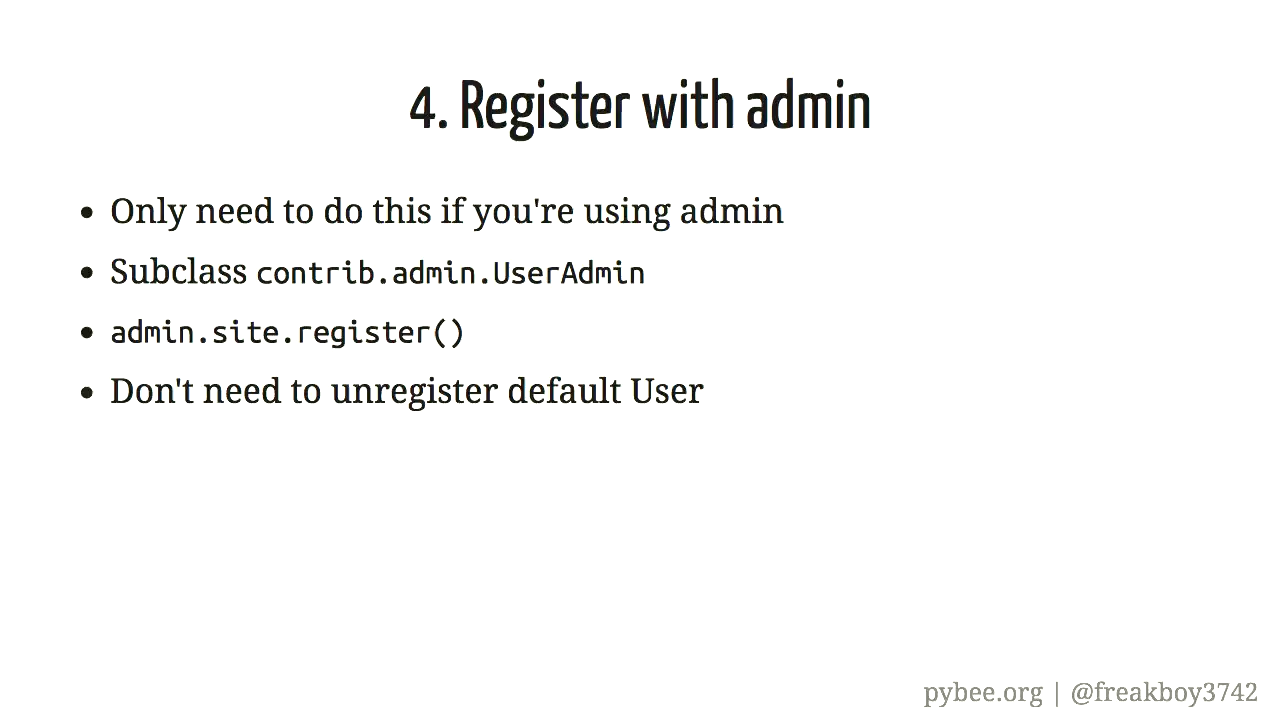 4. Register with admin
• Only need to do this if you're using admin
• Subclass contrib.admin.UserAdmin
• admin.site.register()
• Don't need to unregister default User
pybee.org | @freakboy3742